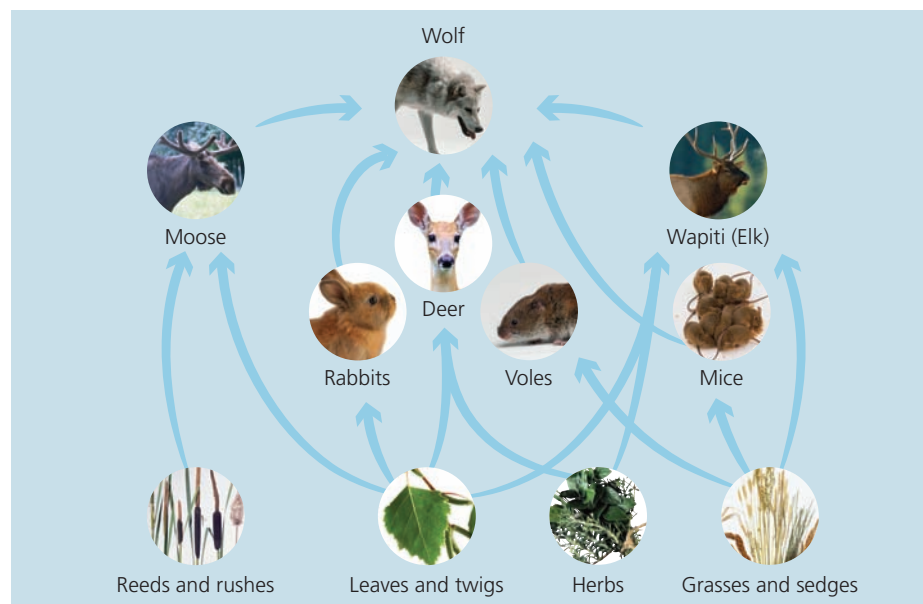 Wolf
Moose
Wapiti (Elk)
Deer
Rabbits
Voles
Mice
Reeds and rushes
Leaves and twigs
Herbs
Grasses and sedges